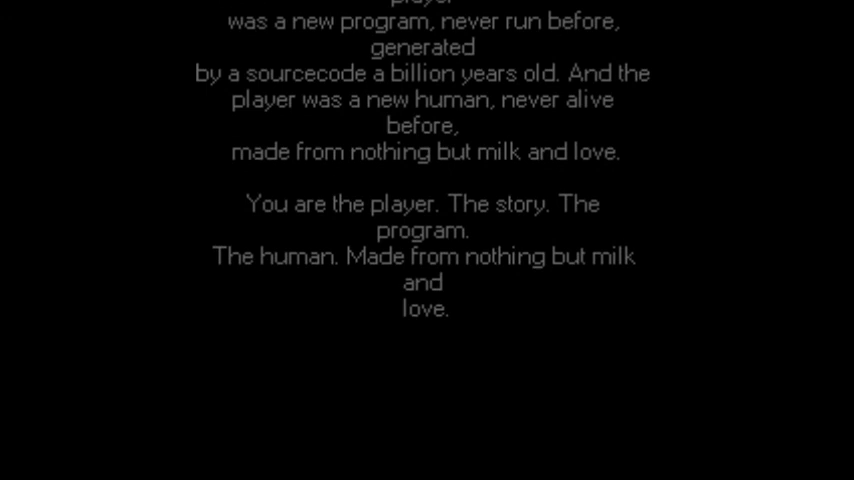 player
was a new program, never run before,
generated
by a sourcecode a billion years old. And the
player was a new human, never alive
before,
made from nothing but milk and love.
You are the player. The story. The
program.
The human. Made from nothing but milk
and
love.